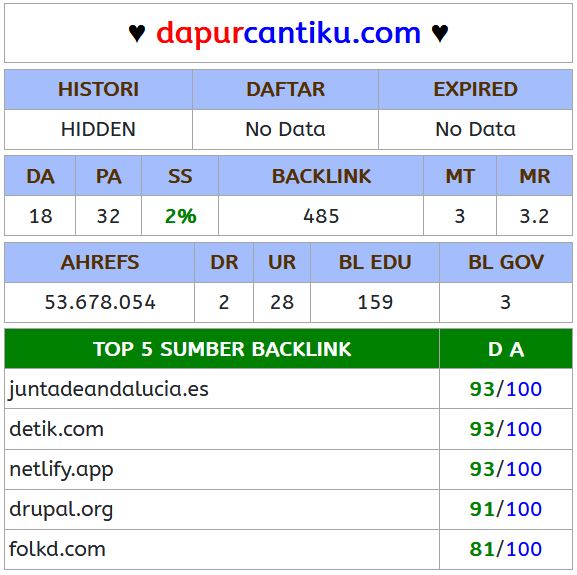 ♥ dapurcantiku.com ♥
HISTORI DAFTAR EXPIRED
HIDDEN No Data No Data
DA PA SS BACKLINK MT MR
18 32 2% 485 3 3.2
AHREFS DR UR BL EDU BL GOV
53.678.054 2 28 159 3
TOP 5 SUMBER BACKLINK D A
juntadeandalucia.es 93/100
detik.com 93/100
netlify.app 93/100
drupal.org 91/100
folkd.com 81/100